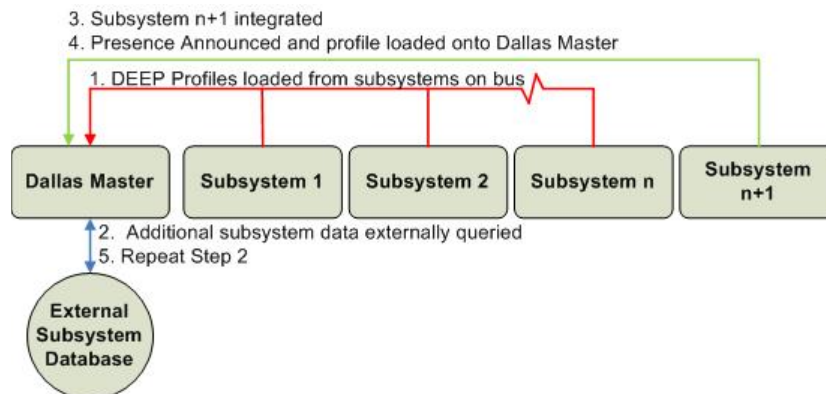 3. Subsystem n+1 integrated
4. Presence Announced and profile loaded onto Dallas Master
1. DEEP Profiles loaded from subsystems on bus
Dallas Master
Subsystem 1
Subsystem 2
Subsystem n
Subsystem
n+1
2. Additional subsystem data externally queried
5. Repeat Step 2
External
Subsystem
Database